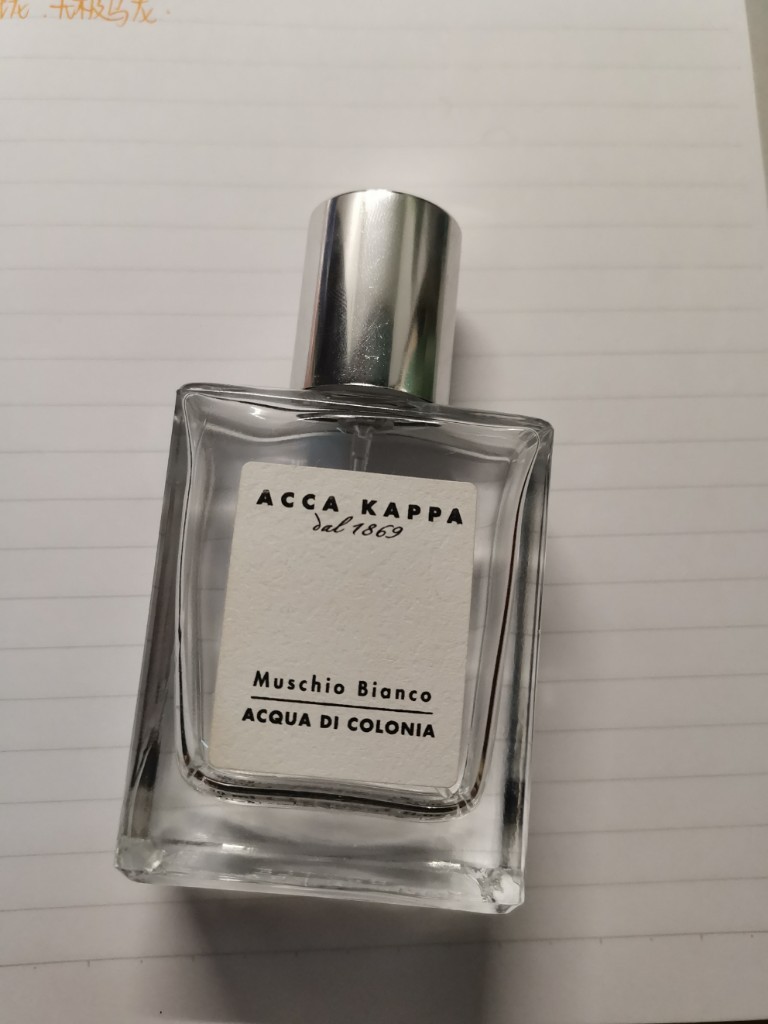 ACCA KAPPA
dal 1869
Muschio Bianco
ACQUA DI COLONIA